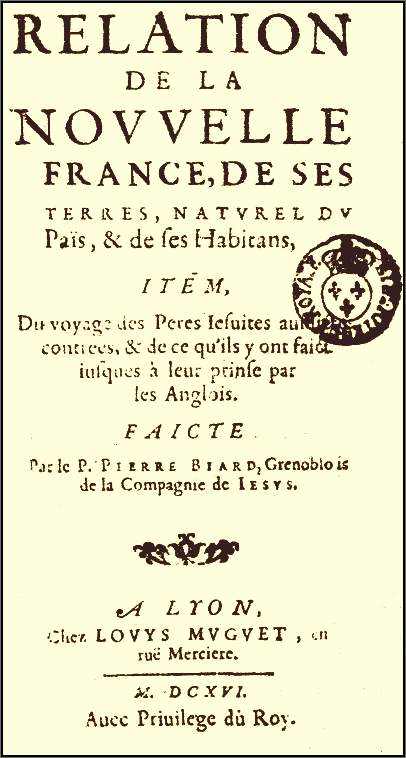 RELATION
DE LA
NOVVELLE
FRANCE, DE SES
TERRES, NATVREL DV
Païs, & de ſes Habitans,
ITEM,
Du voyage des Peres Ieſuites
contrees, & de ce qu'ils y ont faict
iuſques à leur prinſe par
les Anglois.
FAICTE
Par le P. PIERRE BIARD, Grenoblois
de la Compagnie de IESVS.
A LYON,
Chez LOVYS MVGVET, en
ruë Merciere.
M. DCXVI.
Auec Priuilege du Roy.